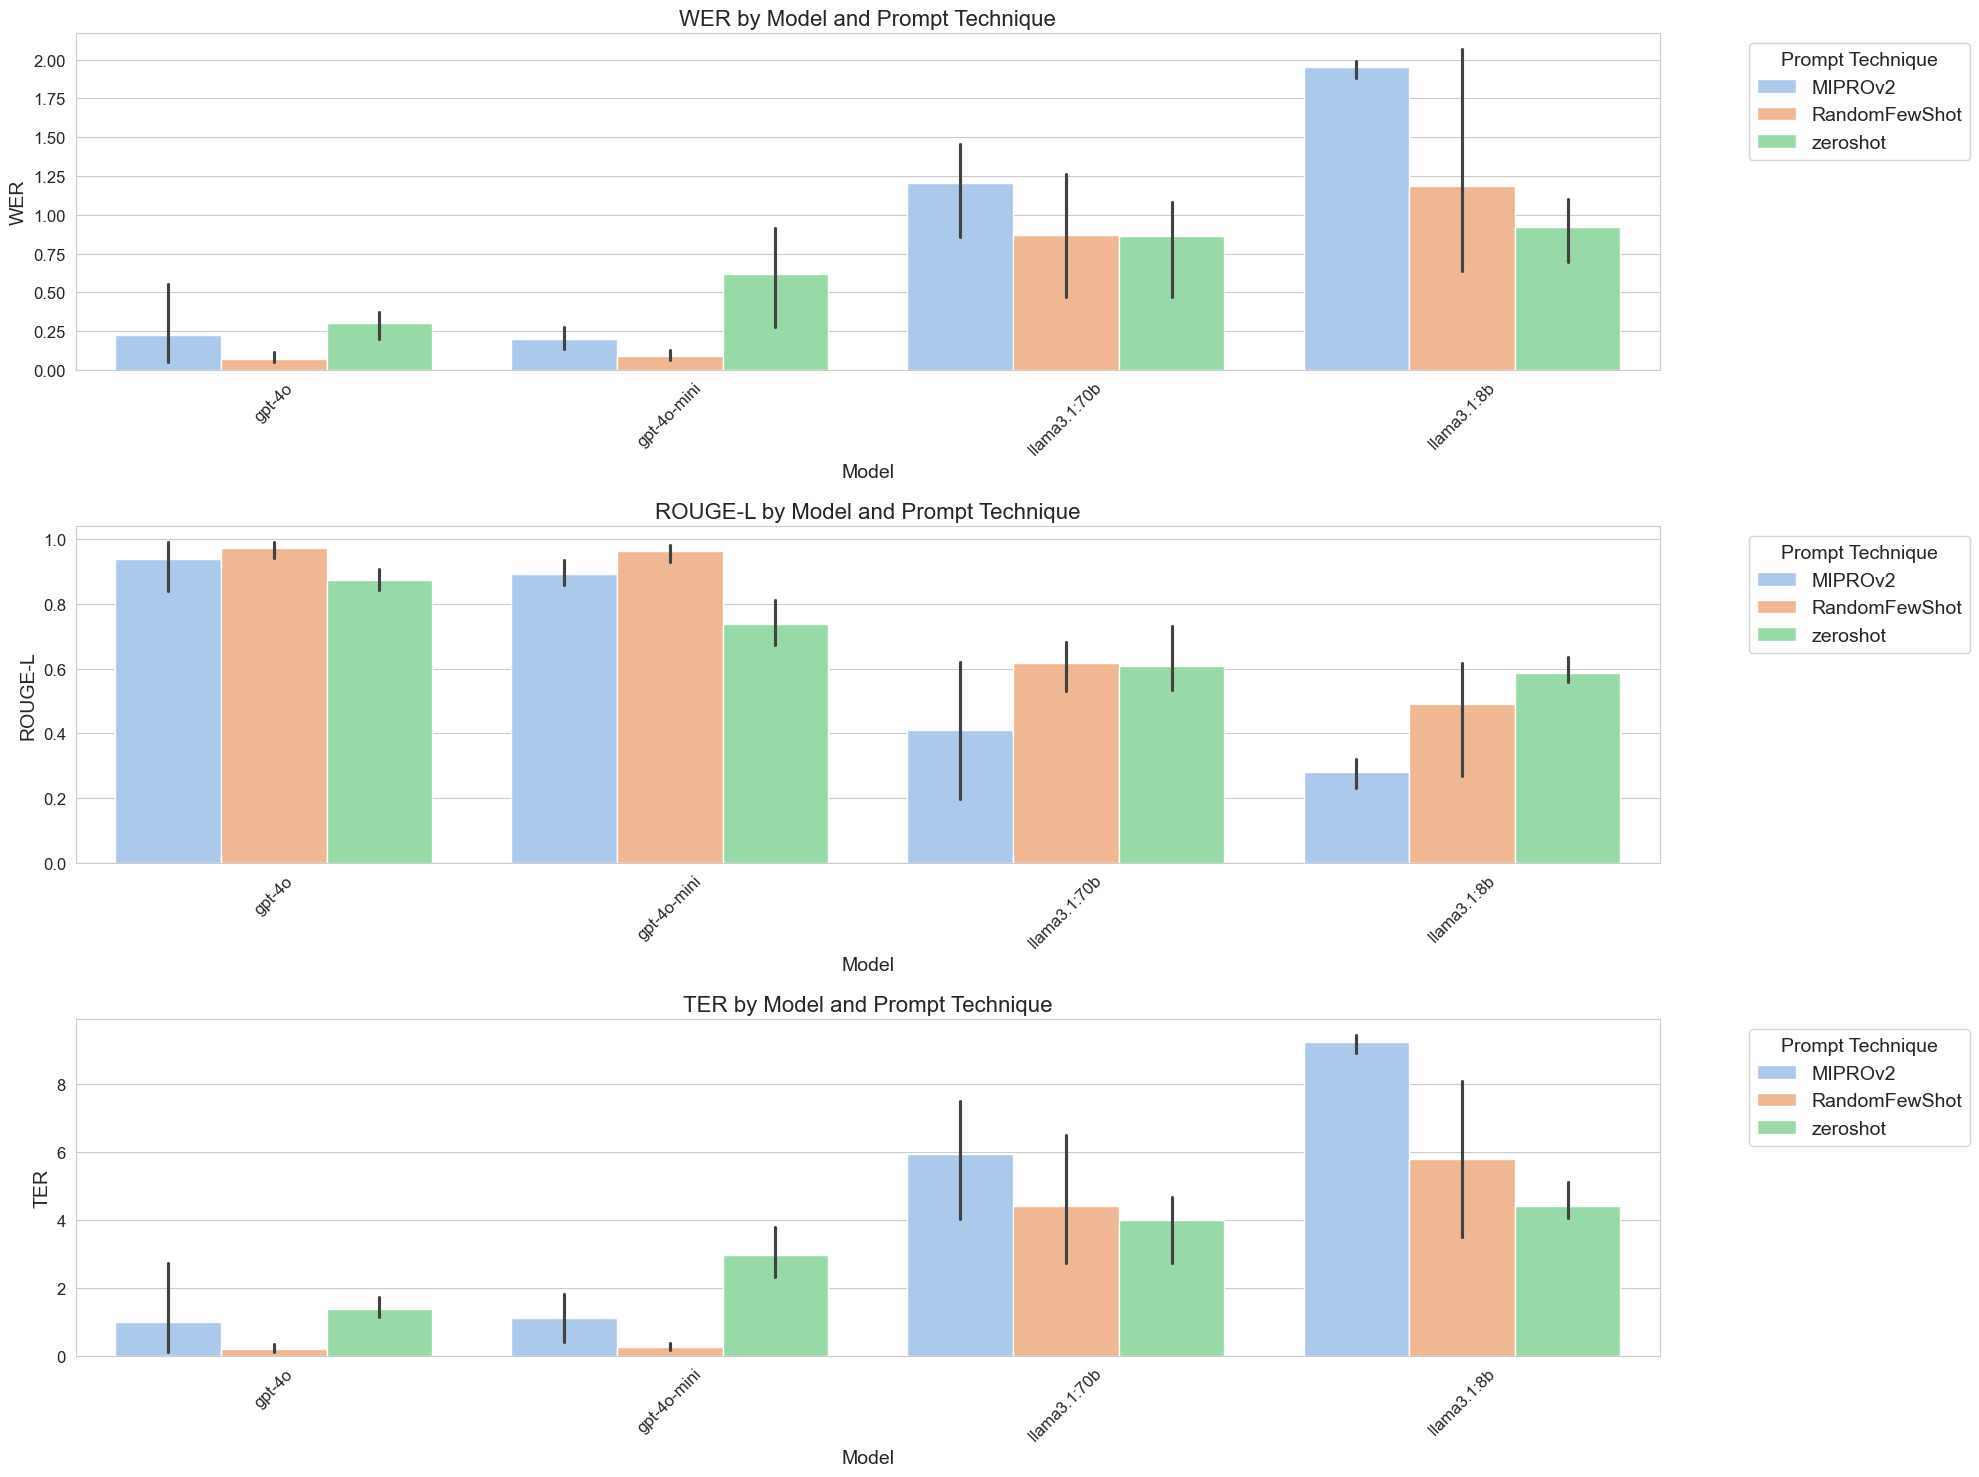 WER by Model and Prompt Technique
WER
2.00
1.75
1.50
1.25
1.00
0.75
0.50
0.25
0.00
gpt-4o
gpt-4o-mini
llama3.1:70b
llama3.1:8b
Model
Prompt Technique
MIPROv2
RandomFewShot
zeroshot
ROUGE-L by Model and Prompt Technique
ROUGE-L
1.0
0.8
0.6
0.4
0.2
0.0
gpt-4o
gpt-4o-mini
llama3.1:70b
llama3.1:8b
Model
Prompt Technique
MIPROv2
RandomFewShot
zeroshot
TER by Model and Prompt Technique
TER
8
6
4
2
0
gpt-4o
gpt-4o-mini
llama3.1:70b
llama3.1:8b
Model
Prompt Technique
MIPROv2
RandomFewShot
zeroshot